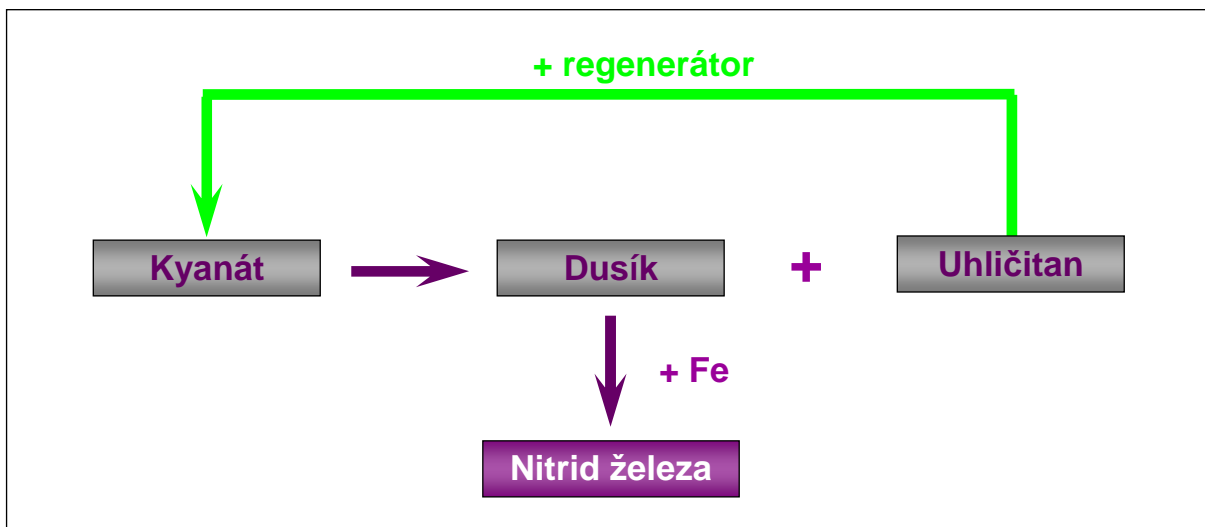 + regenerátor
Kyanát
Dusík
+
Uhličitan
+ Fe
Nitrid železa